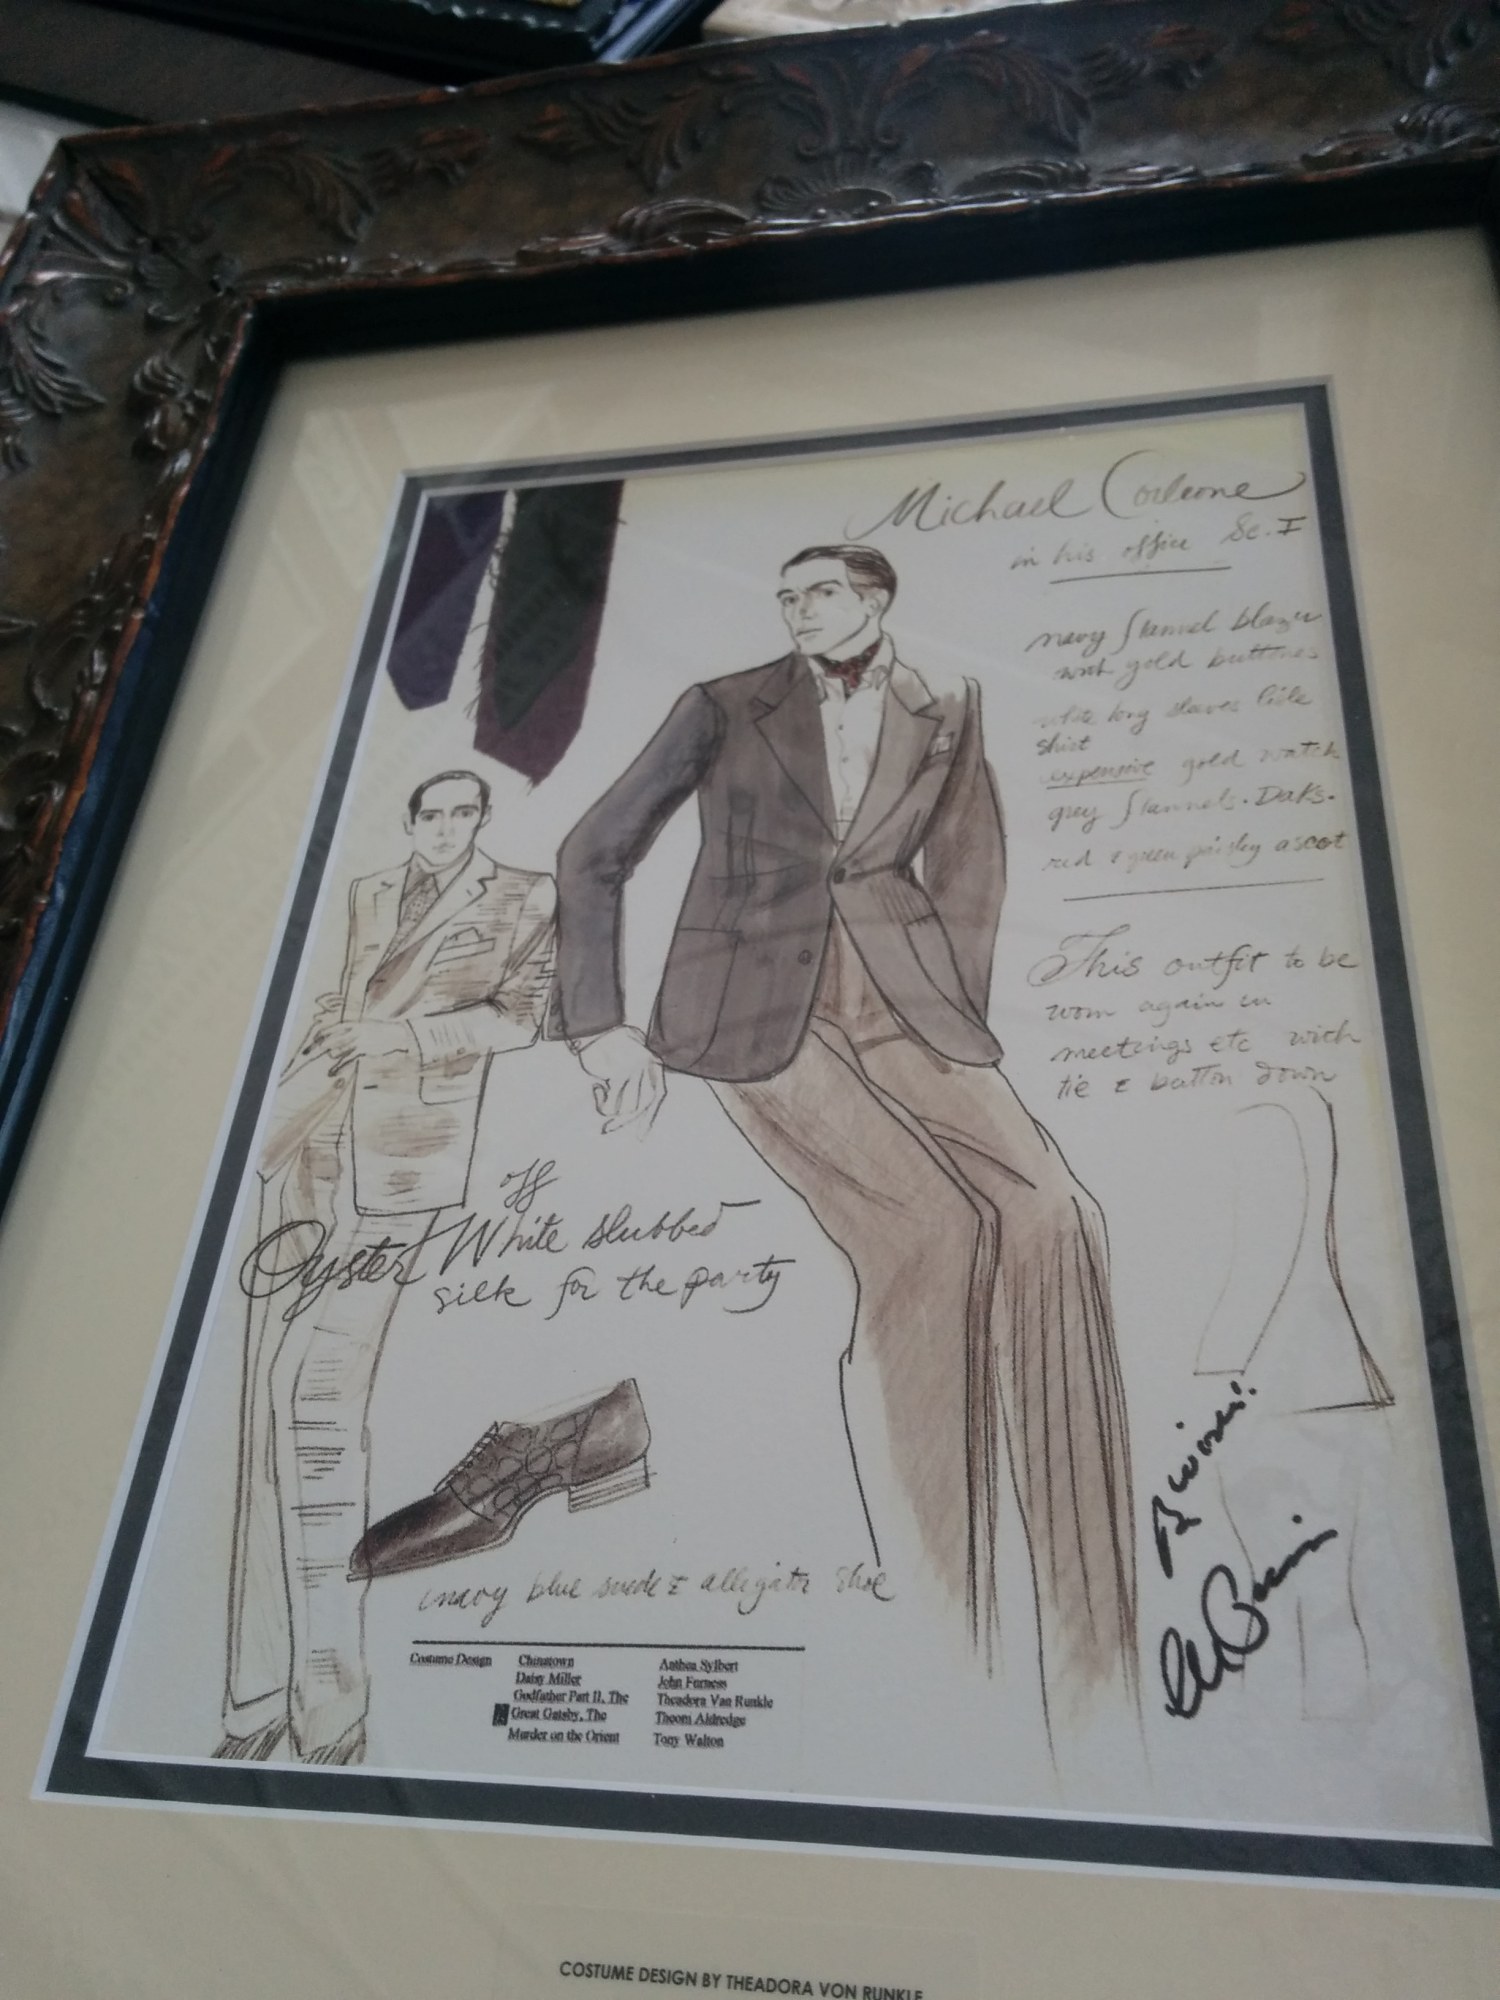 Michael Corleone
in his office Sc. I
navy flannel blazer
with gold buttons
white long sleeves lisle
shirt
expensive gold watch
grey flannels. Daks.
red & green paisley ascot
This outfit to be
worn again in
meetings etc with
tie & button down
off
Oyster / White slubbed
silk for the party
navy blue suede & alligator shoe
Costume Design Chinatown Anthea Sylbert
Daisy Miller John Furness
Godfather Part II, The Theadora Van Runkle
Great Gatsby, The Theoni Aldredge
Murder on the Orient Tony Walton
COSTUME DESIGN BY THEADORA VON RUNKLE